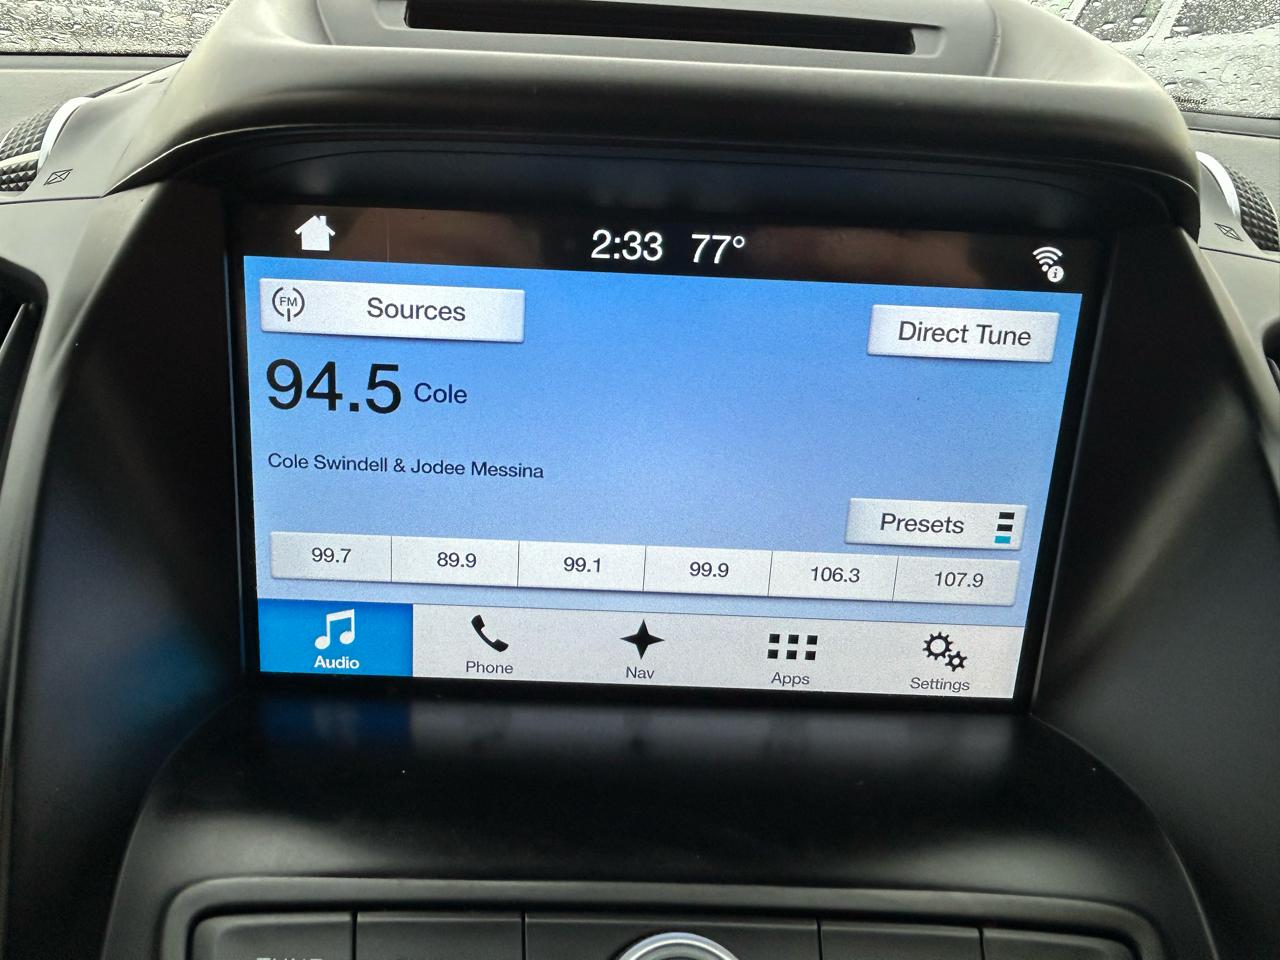 2:33 77°
FM Sources
Direct Tune
94.5 Cole
Cole Swindell & Jodee Messina
Presets
99.7 89.9 99.1 99.9 106.3 107.9
Audio Phone Nav Apps Settings